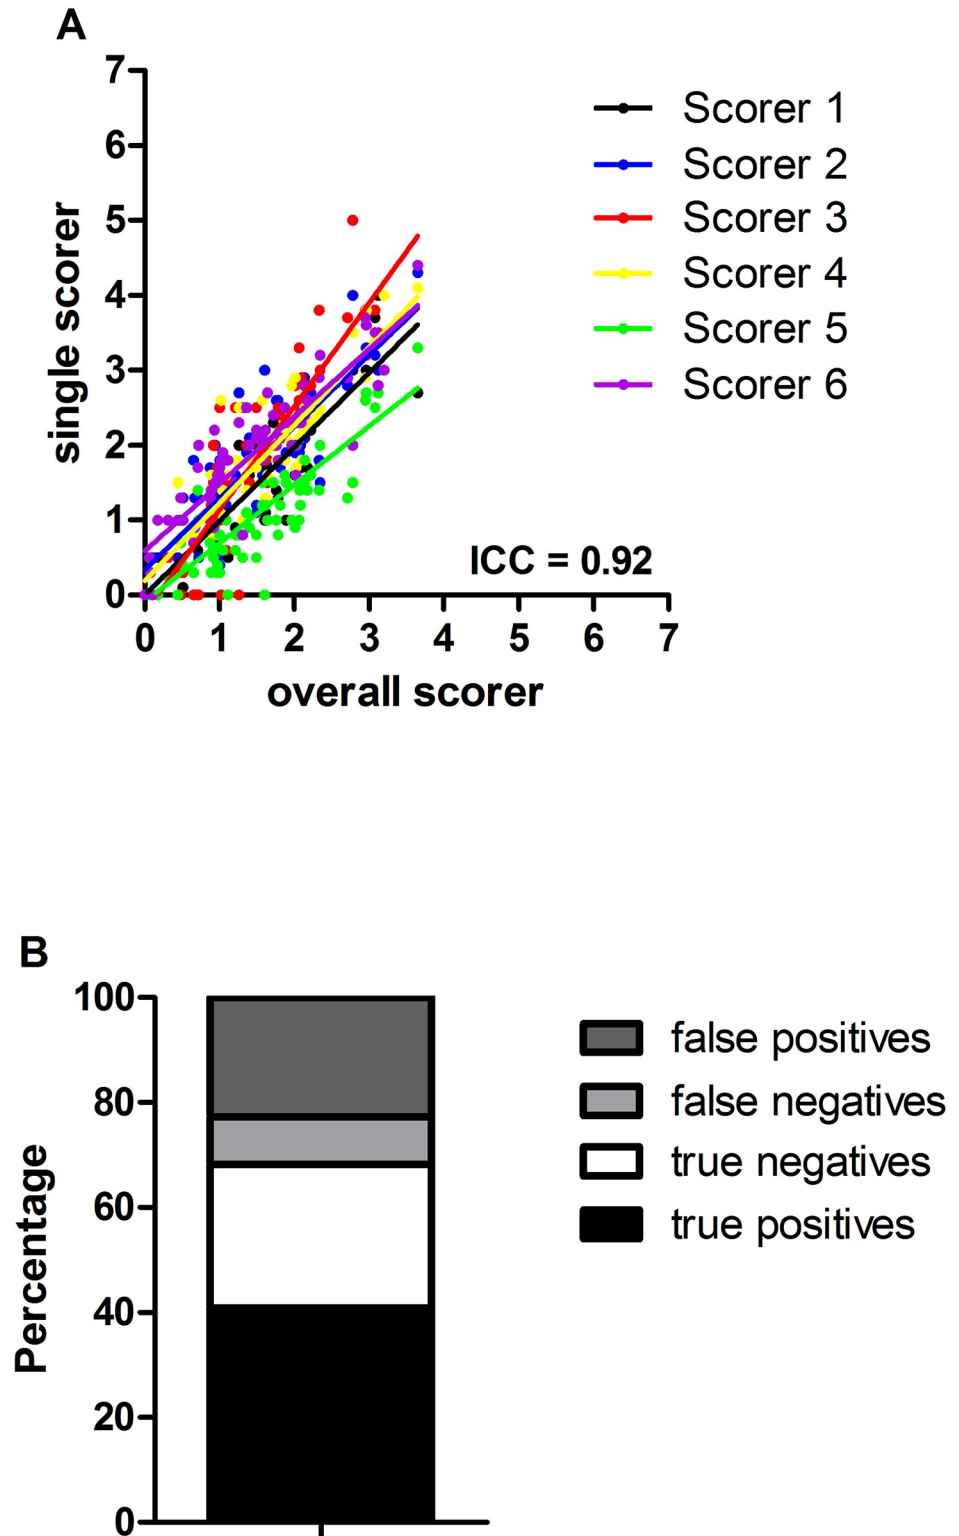 A
7
6
5
4
3
2
1
0
single scorer
0 1 2 3 4 5 6 7
overall scorer
ICC = 0.92
Scorer 1
Scorer 2
Scorer 3
Scorer 4
Scorer 5
Scorer 6
B
100
80
60
40
20
0
Percentage
false positives
false negatives
true negatives
true positives